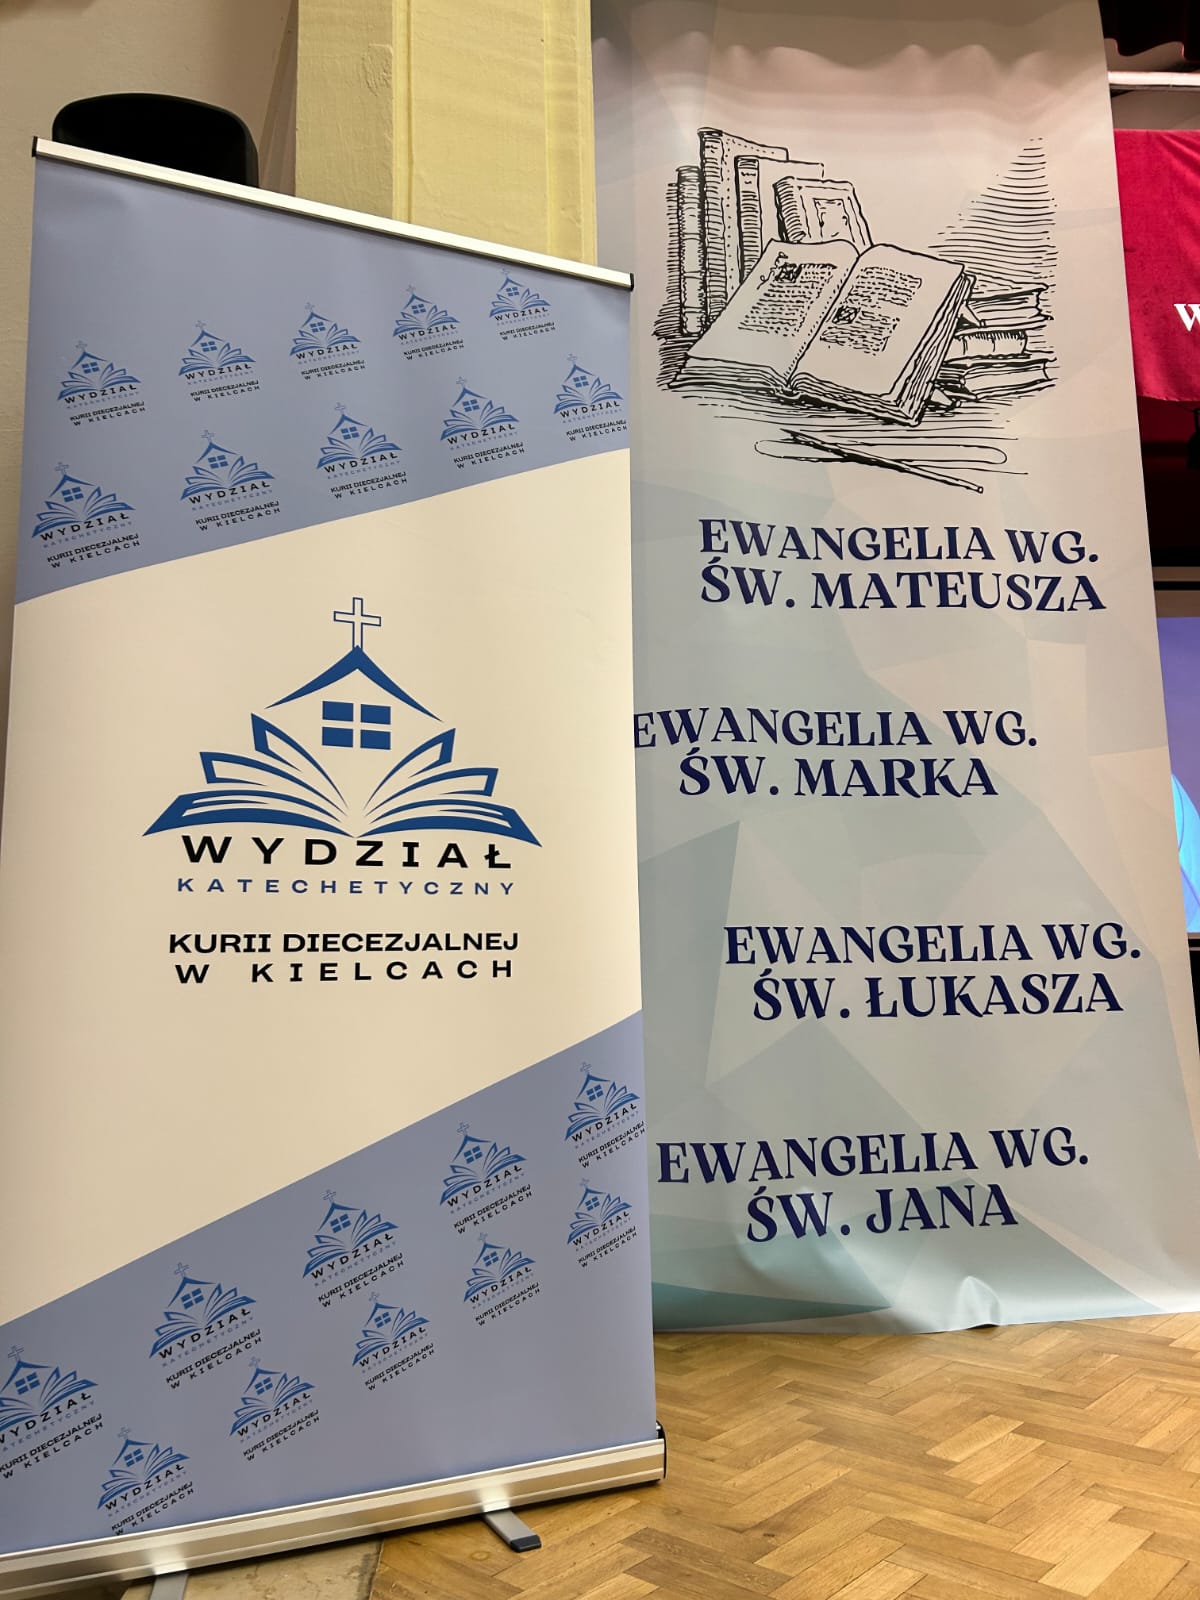 WYDZIAŁ
KATECHETYCZNY
KURII DIECEZJALNEJ
W KIELCACH
EWANGELIA WG.
ŚW. MATEUSZA
EWANGELIA WG.
ŚW. MARKA
EWANGELIA WG.
ŚW. ŁUKASZA
EWANGELIA WG.
ŚW. JANA
W